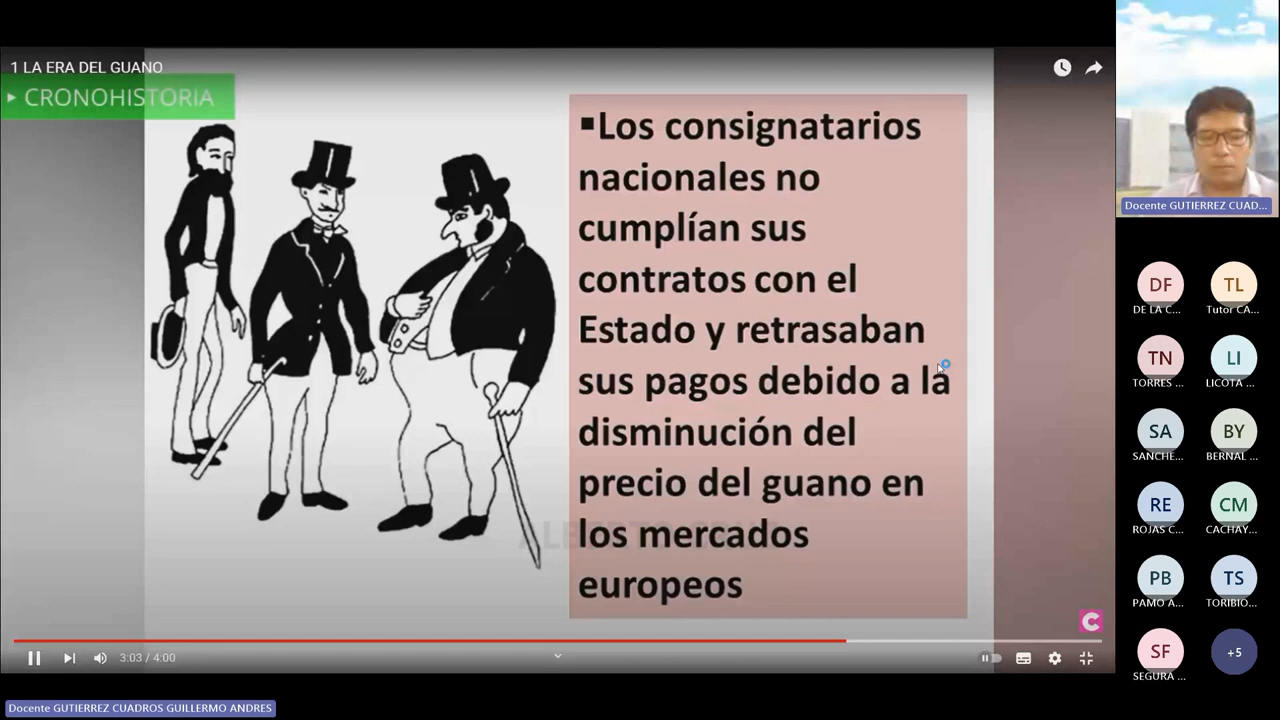 1 LA ERA DEL GUANO
CRONOHISTORIA
▪Los consignatarios
nacionales no
cumplían sus
contratos con el
Estado y retrasaban
sus pagos debido a la
disminución del
precio del guano en
los mercados
europeos
3:03 / 4:00
Docente GUTIERREZ CUADROS GUILLERMO ANDRES
Docente GUTIERREZ CUAD...
DF TL
DE LA C... Tutor CA...
TN LI
TORRES ... LICOTA ...
SA BY
SANCHE... BERNAL ...
RE CM
ROJAS C... CACHAY...
PB TS
PAMO A... TORIBIO...
SF +5
SEGURA ...